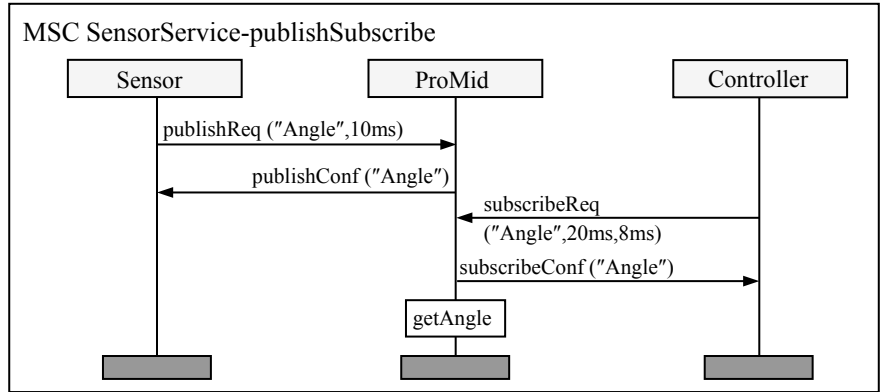 MSC SensorService-publishSubscribe
Sensor
ProMid
Controller
publishReq (″Angle″,10ms)
publishConf (″Angle″)
subscribeReq
(″Angle″,20ms,8ms)
subscribeConf (″Angle″)
getAngle